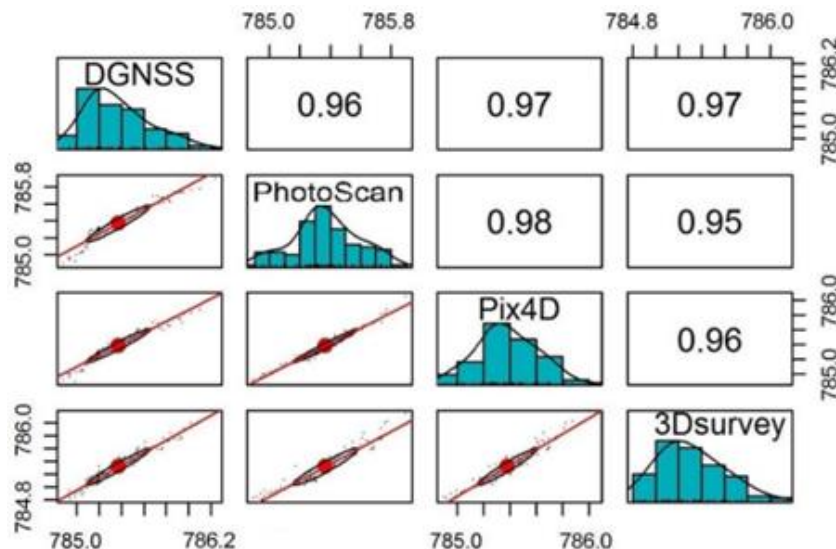 785.0 785.8 784.8 786.0
DGNSS 0.96 0.97 0.97 785.0 786.2
785.0 785.8 PhotoScan 0.98 0.95
Pix4D 0.96 785.0 786.0
784.8 786.0 3Dsurvey
785.0 786.2 785.0 786.0